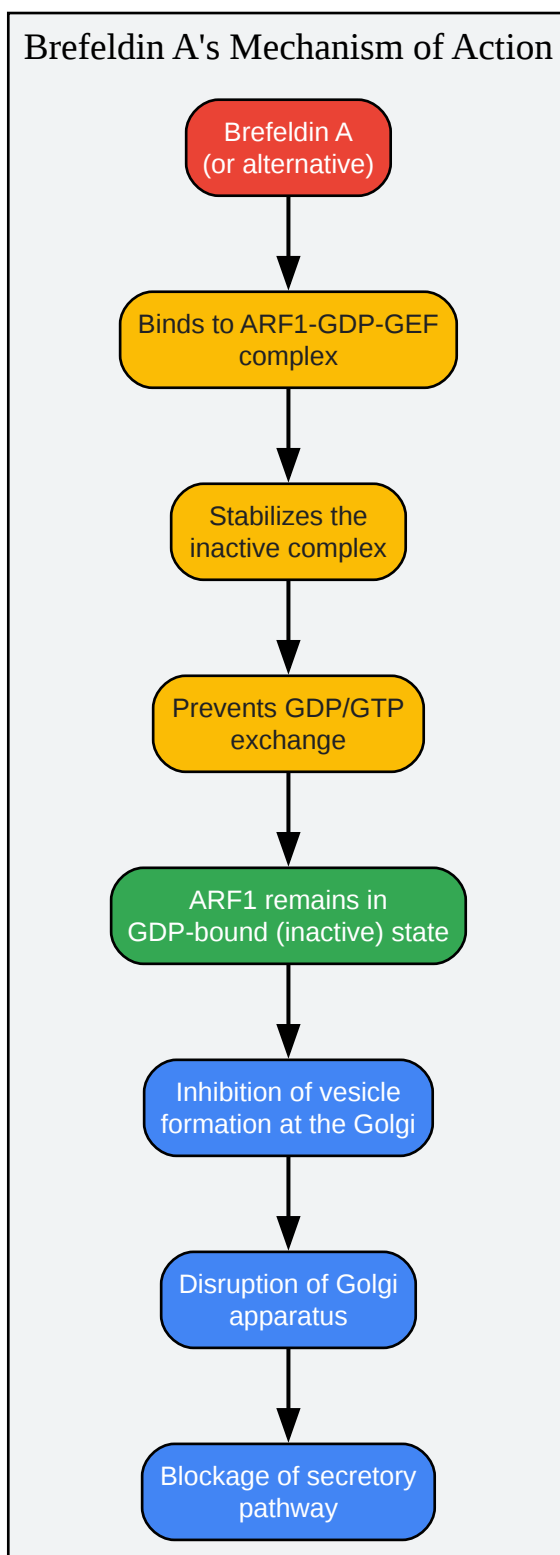 Brefeldin A's Mechanism of Action
Brefeldin A
(or alternative)
Binds to ARF1-GDP-GEF
complex
Stabilizes the
inactive complex
Prevents GDP/GTP
exchange
ARF1 remains in
GDP-bound (inactive) state
Inhibition of vesicle
formation at the Golgi
Disruption of Golgi
apparatus
Blockage of secretory
pathway